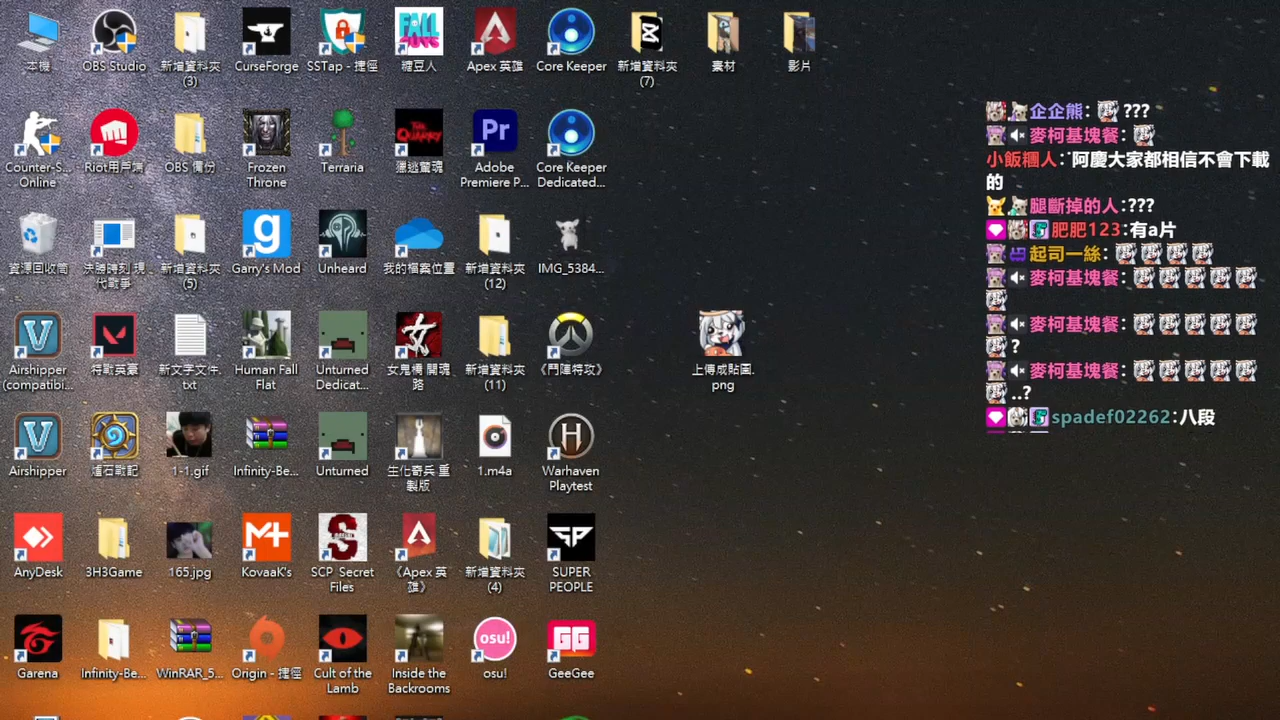 本機
OBS Studio
新增資料夾
(3)
CurseForge
SSTap - 捷徑
FALL
糖豆人
Apex 英雄
Core Keeper
新增資料夾
(7)
素材
影片
Counter-S...
Online
Riot用戶端
OBS 備份
Frozen
Throne
Terraria
THE
QUARRY
獵逃驚魂
Pr
Adobe
Premiere P...
Core Keeper
Dedicated...
資源回收筒
決勝時刻 現
代戰爭
新增資料夾
(5)
g
Garry's Mod
Unheard
我的檔案位置
新增資料夾
(12)
IMG_5384...
V
Airshipper
(compatibi...
特戰英豪
新文字文件.
txt
Human Fall
Flat
Unturned
Dedicat...
女鬼橋 開魂
路
新增資料夾
(11)
《鬥陣特攻》
上傳成貼圖.
png
V
Airshipper
爐石戰記
1-1.gif
Infinity-Be...
Unturned
生化奇兵 重
製版
1.m4a
H
Warhaven
Playtest
AnyDesk
3H3Game
165.jpg
KovaaK's
S
SCP Secret
Files
《Apex 英
雄》
新增資料夾
(4)
SP
SUPER
PEOPLE
Garena
Infinity-Be...
WinRAR_5...
Origin - 捷徑
Cult of the
Lamb
Inside the
Backrooms
osu!
osu!
GG
GeeGee
企企熊: ???
麥柯基塊餐:
小飯糰人: 阿慶大家都相信不會下載
的
腿斷掉的人:???
肥肥123:有a片
起司一絲:
麥柯基塊餐:
麥柯基塊餐:
?
麥柯基塊餐:
..?
spadef02262:八段